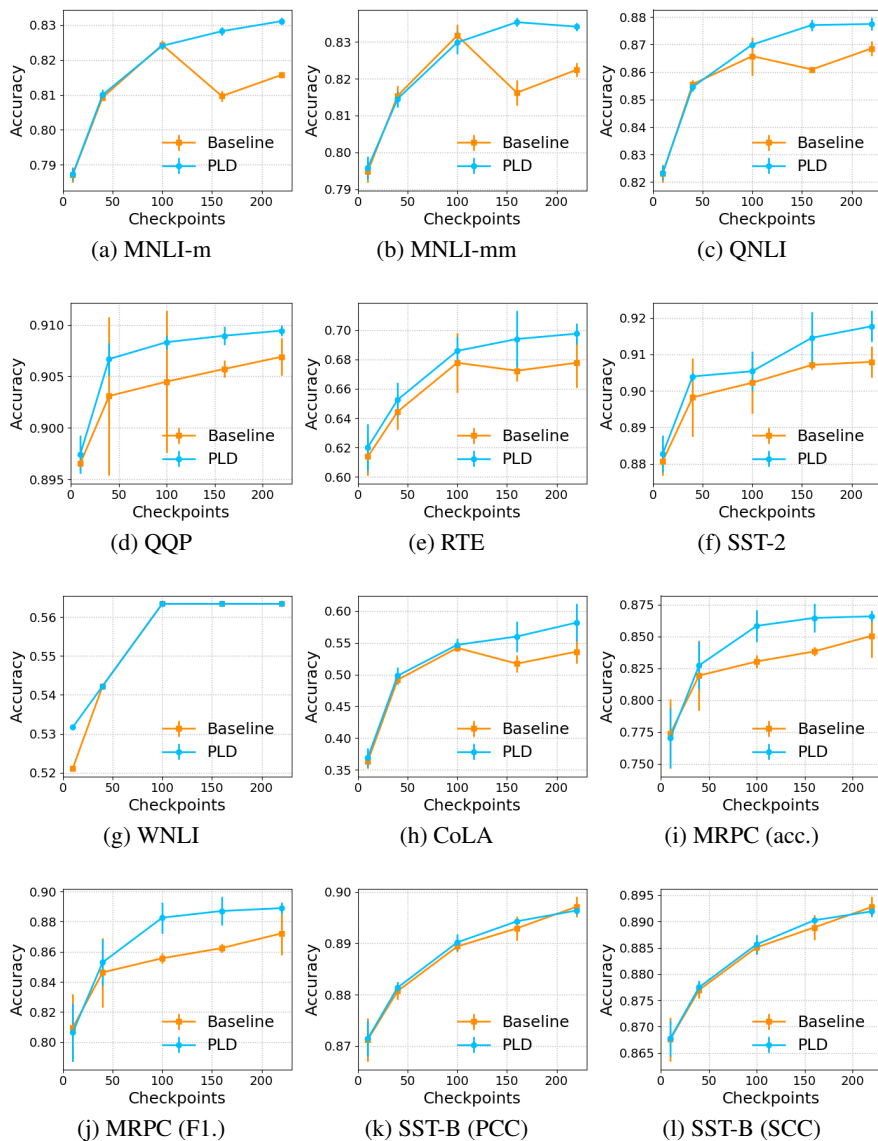 0.83
0.82
0.81
0.80
0.79
Accuracy
Baseline
PLD
0 50 100 150 200
Checkpoints
(a) MNLI-m
0.83
0.82
0.81
0.80
0.79
Accuracy
Baseline
PLD
0 50 100 150 200
Checkpoints
(b) MNLI-mm
0.88
0.87
0.86
0.85
0.84
0.83
0.82
Accuracy
Baseline
PLD
0 50 100 150 200
Checkpoints
(c) QNLI
0.910
0.905
0.900
0.895
Accuracy
Baseline
PLD
0 50 100 150 200
Checkpoints
(d) QQP
0.70
0.68
0.66
0.64
0.62
0.60
Accuracy
Baseline
PLD
0 50 100 150 200
Checkpoints
(e) RTE
0.92
0.91
0.90
0.89
0.88
Accuracy
Baseline
PLD
0 50 100 150 200
Checkpoints
(f) SST-2
0.56
0.55
0.54
0.53
0.52
Accuracy
Baseline
PLD
0 50 100 150 200
Checkpoints
(g) WNLI
0.60
0.55
0.50
0.45
0.40
0.35
Accuracy
Baseline
PLD
0 50 100 150 200
Checkpoints
(h) CoLA
0.875
0.850
0.825
0.800
0.775
0.750
Accuracy
Baseline
PLD
0 50 100 150 200
Checkpoints
(i) MRPC (acc.)
0.90
0.88
0.86
0.84
0.82
0.80
Accuracy
Baseline
PLD
0 50 100 150 200
Checkpoints
(j) MRPC (F1.)
0.90
0.89
0.88
0.87
Accuracy
Baseline
PLD
0 50 100 150 200
Checkpoints
(k) SST-B (PCC)
0.895
0.890
0.885
0.880
0.875
0.870
0.865
Accuracy
Baseline
PLD
0 50 100 150 200
Checkpoints
(l) SST-B (SCC)